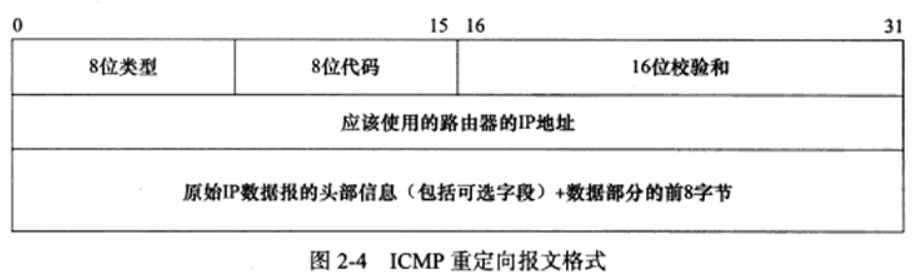 0 15 16 31
8位类型 8位代码 16位校验和
应该使用的路由器的IP地址
原始IP数据报的头部信息（包括可选字段）+数据部分的前8字节
图 2-4 ICMP 重定向报文格式